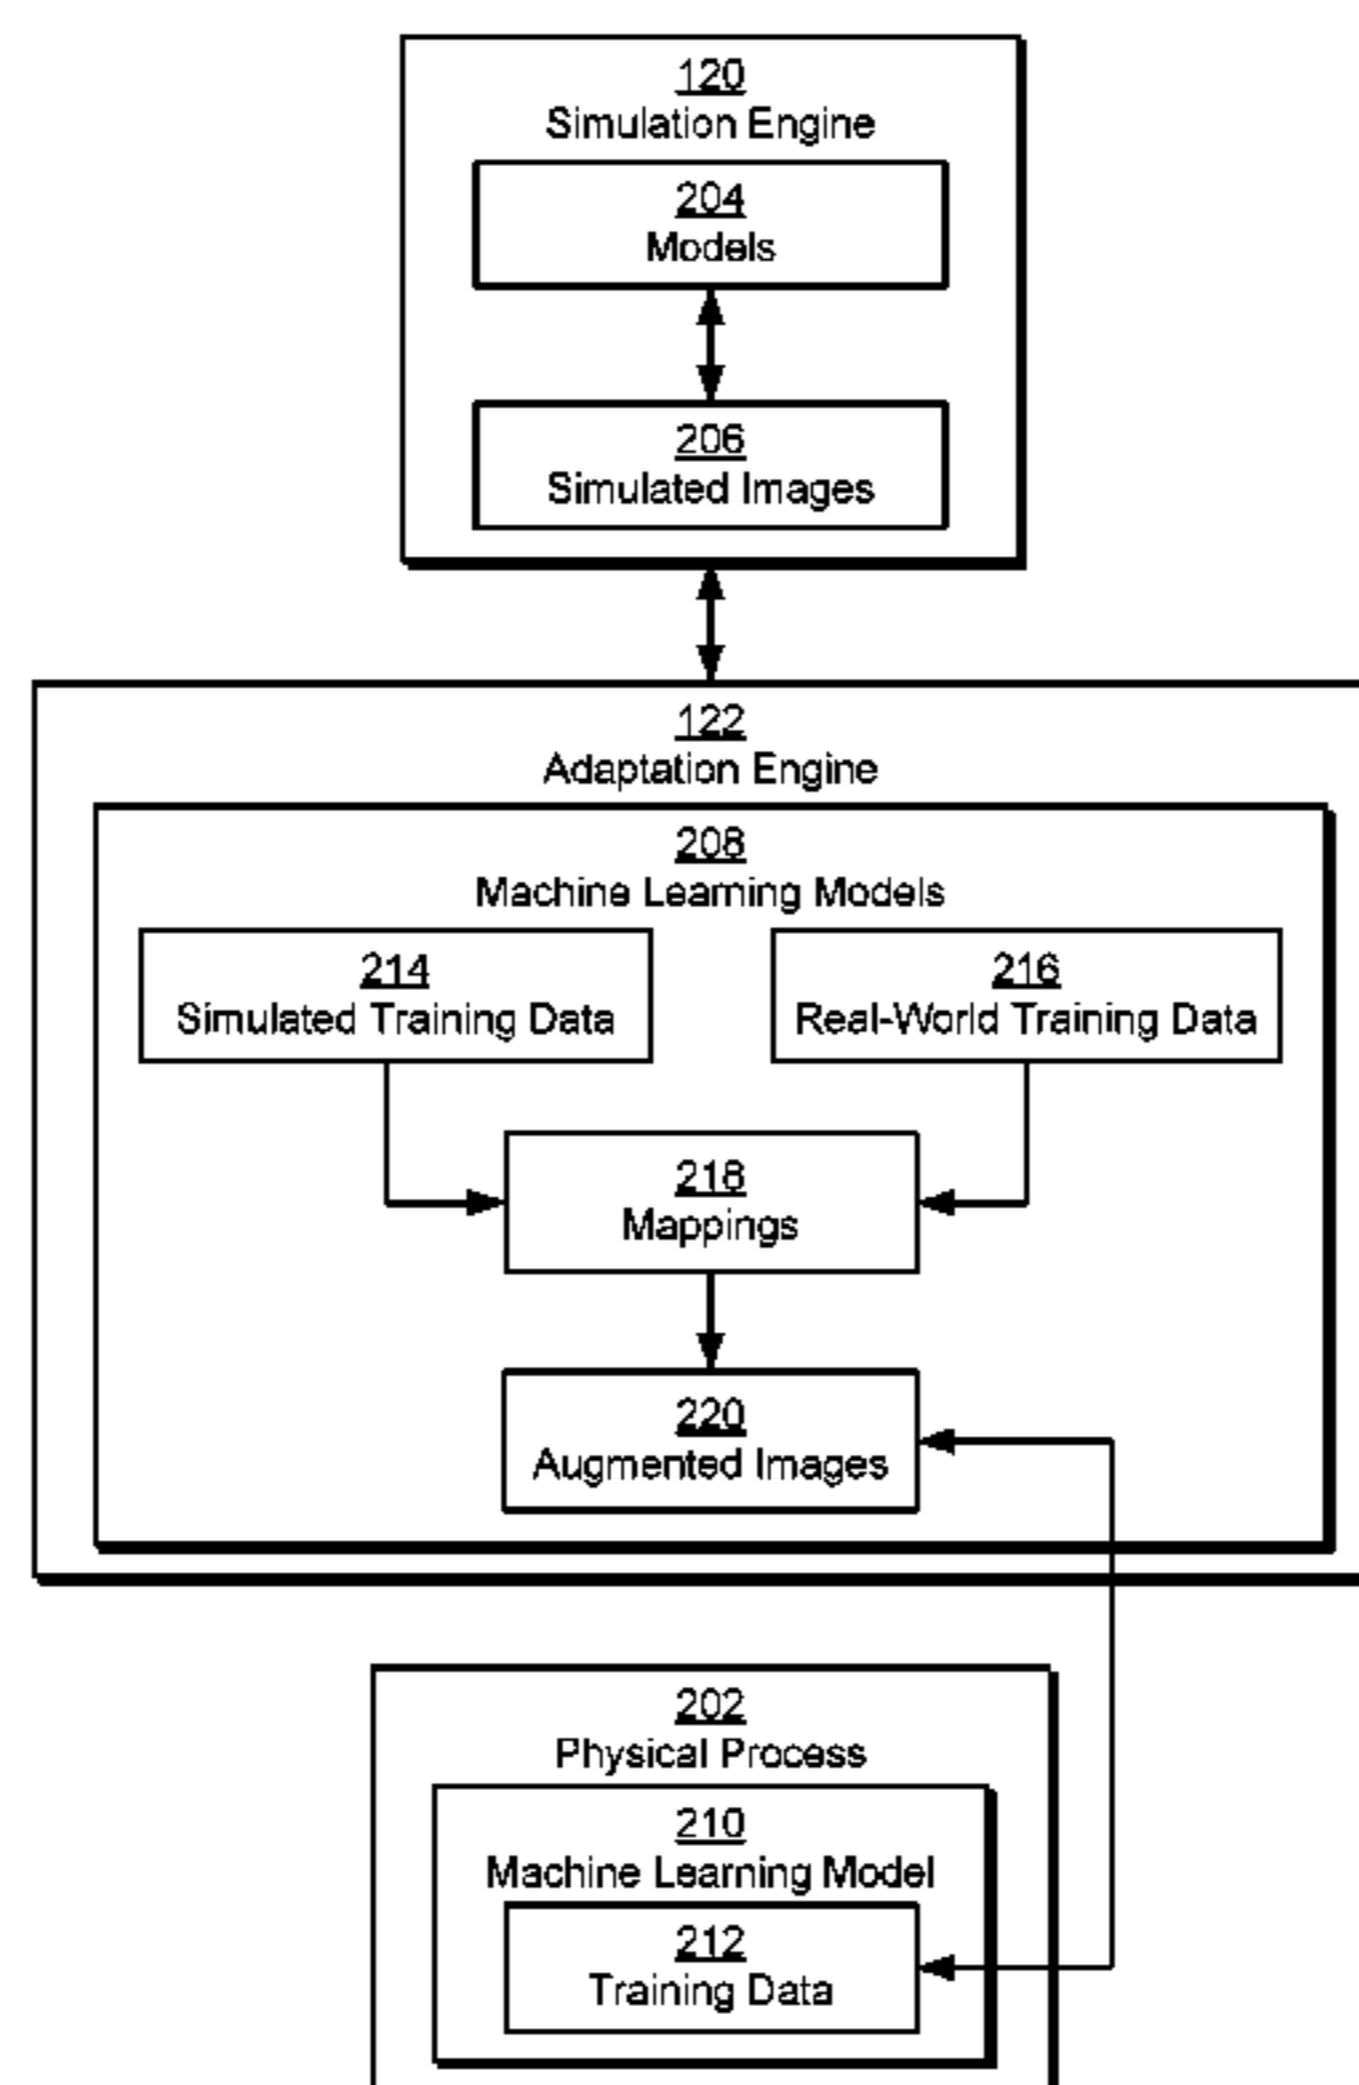 120
Simulation Engine
204
Models
206
Simulated Images
122
Adaptation Engine
208
Machine Learning Models
214
Simulated Training Data
216
Real-World Training Data
218
Mappings
220
Augmented Images
202
Physical Process
210
Machine Learning Model
212
Training Data